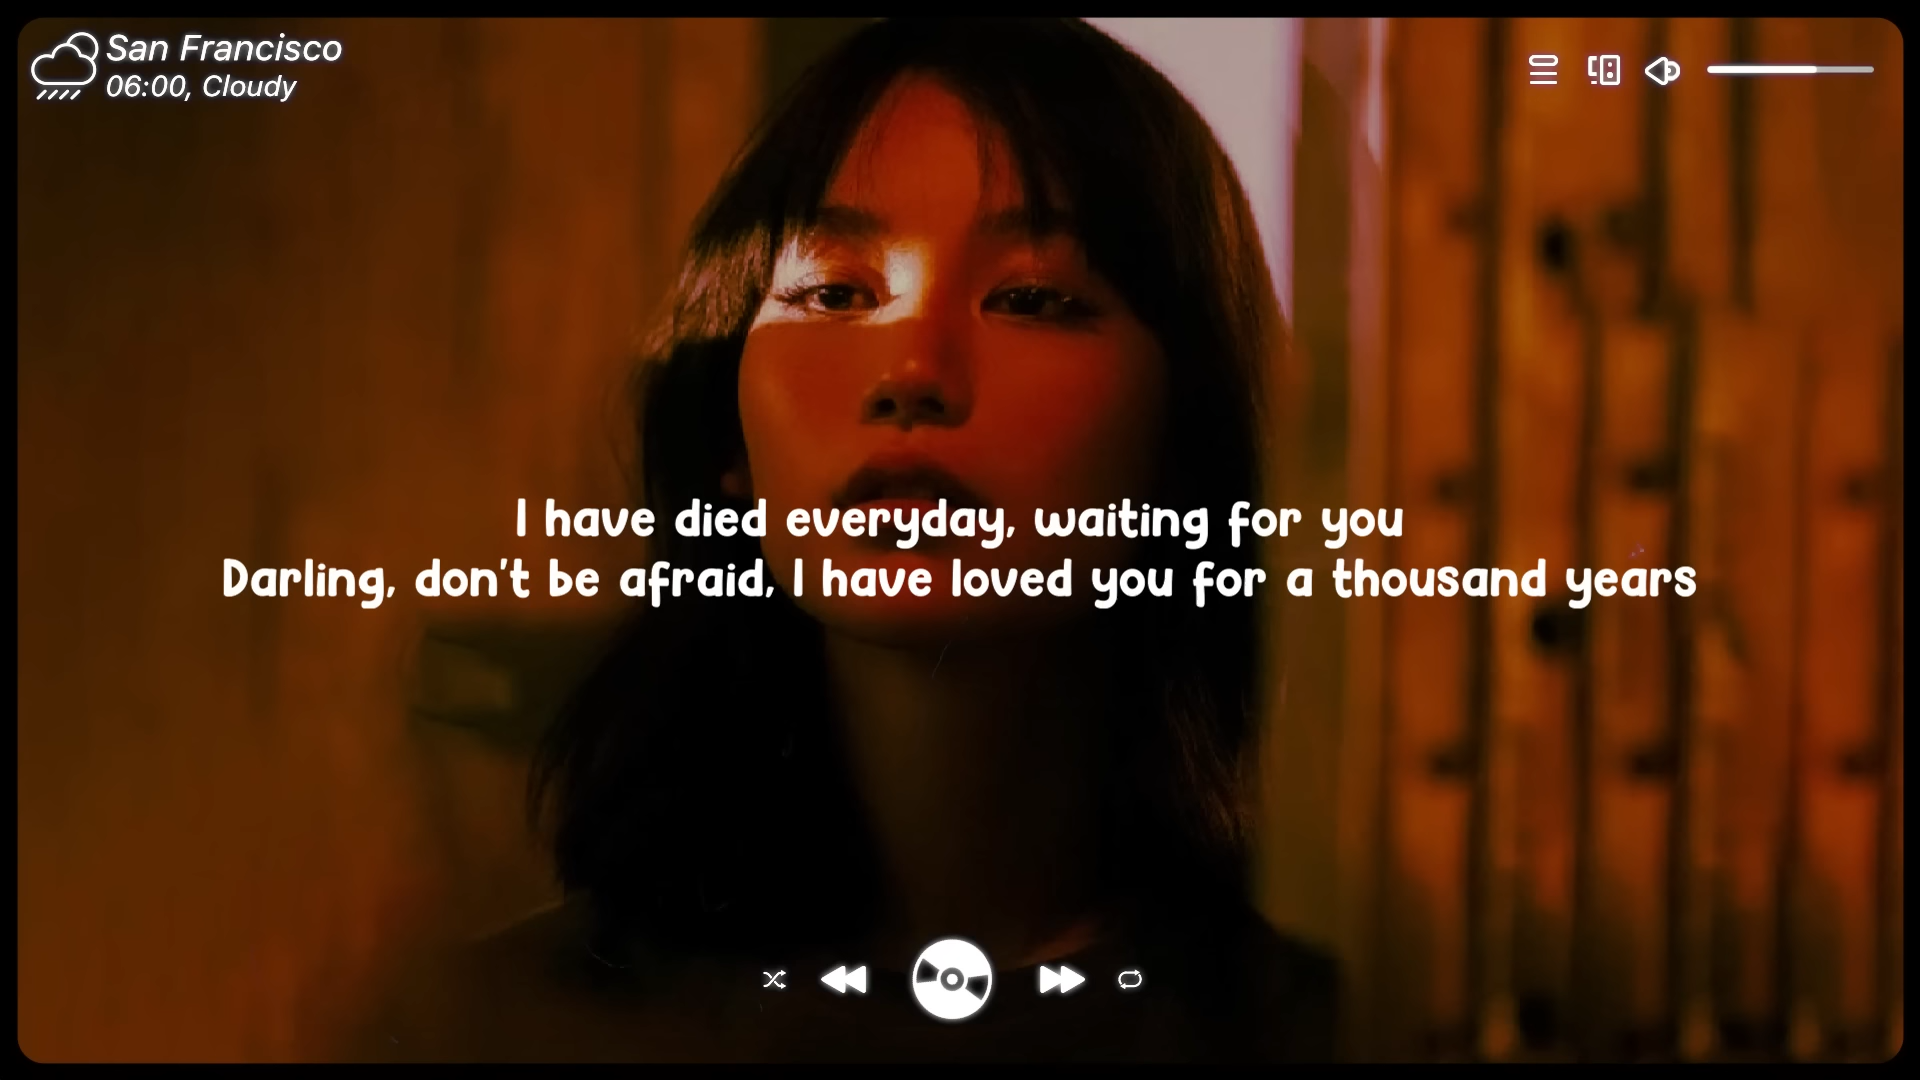 San Francisco
06:00, Cloudy
I have died everyday, waiting for you
Darling, don't be afraid, I have loved you for a thousand years